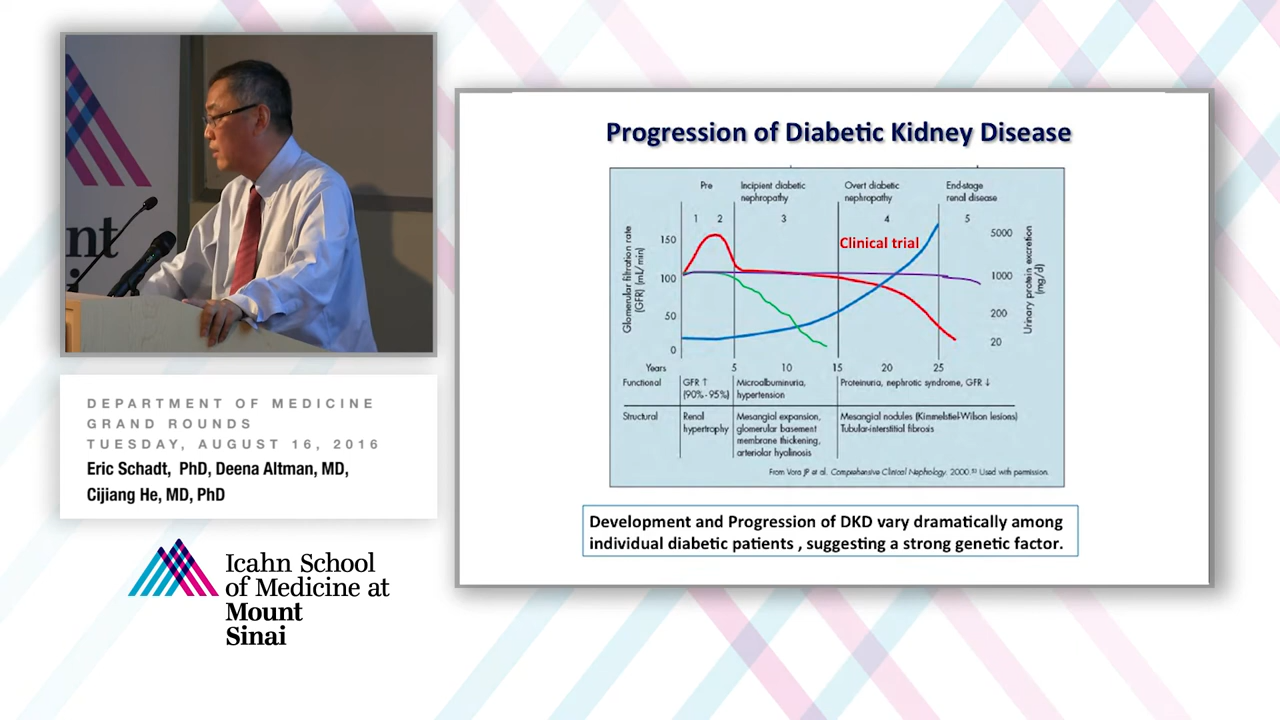 nt
DEPARTMENT OF MEDICINE
GRAND ROUNDS
TUESDAY, AUGUST 16, 2016
Eric Schadt, PhD, Deena Altman, MD,
Cijiang He, MD, PhD
Icahn School
of Medicine at
Mount
Sinai
Progression of Diabetic Kidney Disease
Pre
Incipient diabetic
nephropathy
Overt diabetic
nephropathy
End-stage
renal disease
1 2 3 4 5
Clinical trial
Glomerular filtration rate
(GFR) (mL/min)
150
100
50
0
5000
1000
200
20
Urinary protein excretion
(mg/d)
Years 5 10 15 20 25
Functional
GFR ↑
(90%-95%)
Microalbuminuria,
hypertension
Proteinuria, nephrotic syndrome, GFR ↓
Structural
Renal
hypertrophy
Mesangial expansion,
glomerular basement
membrane thickening,
arteriolar hyalinosis
Mesangial nodules (Kimmelstiel-Wilson lesions)
Tubular-interstitial fibrosis
From Vora JP et al. Comprehensive Clinical Nephrology. 2000. Used with permission.
Development and Progression of DKD vary dramatically among
individual diabetic patients , suggesting a strong genetic factor.